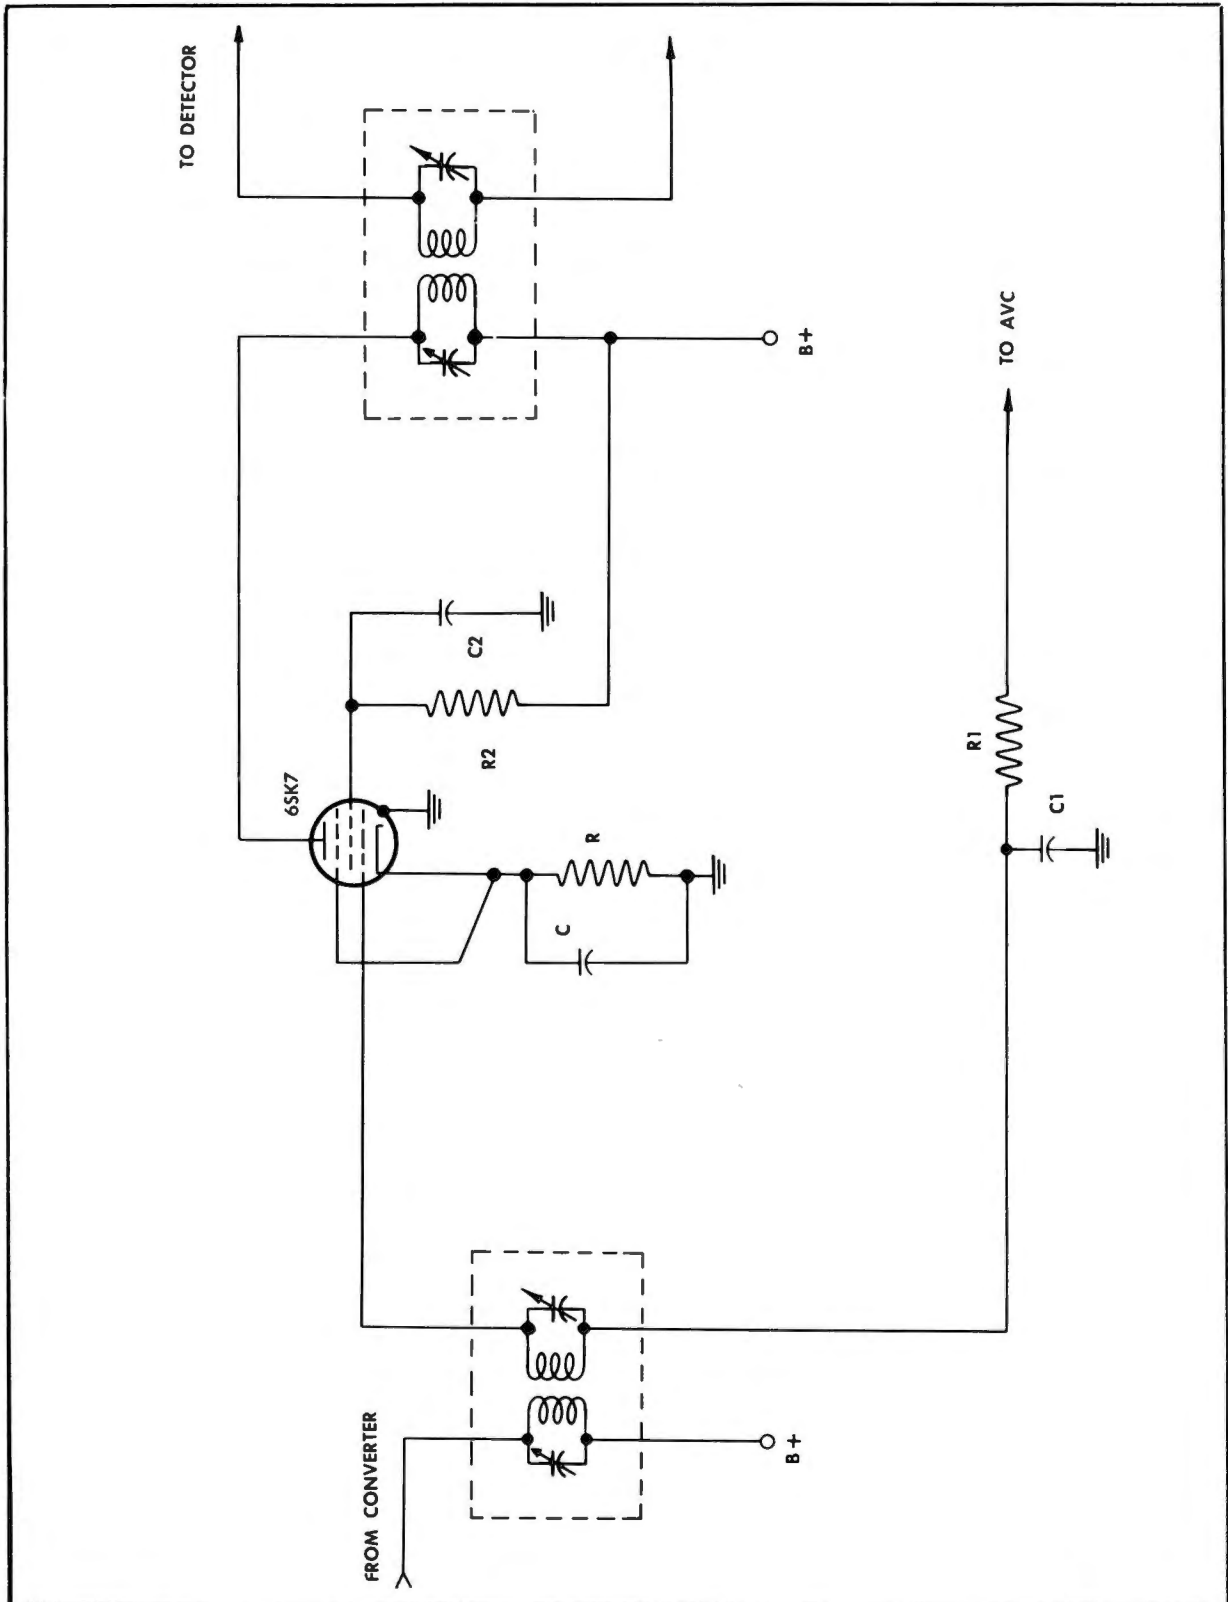 TO DETECTOR
6SK7
C2
R2
R
C
B+
TO AVC
R1
C1
FROM CONVERTER
B+